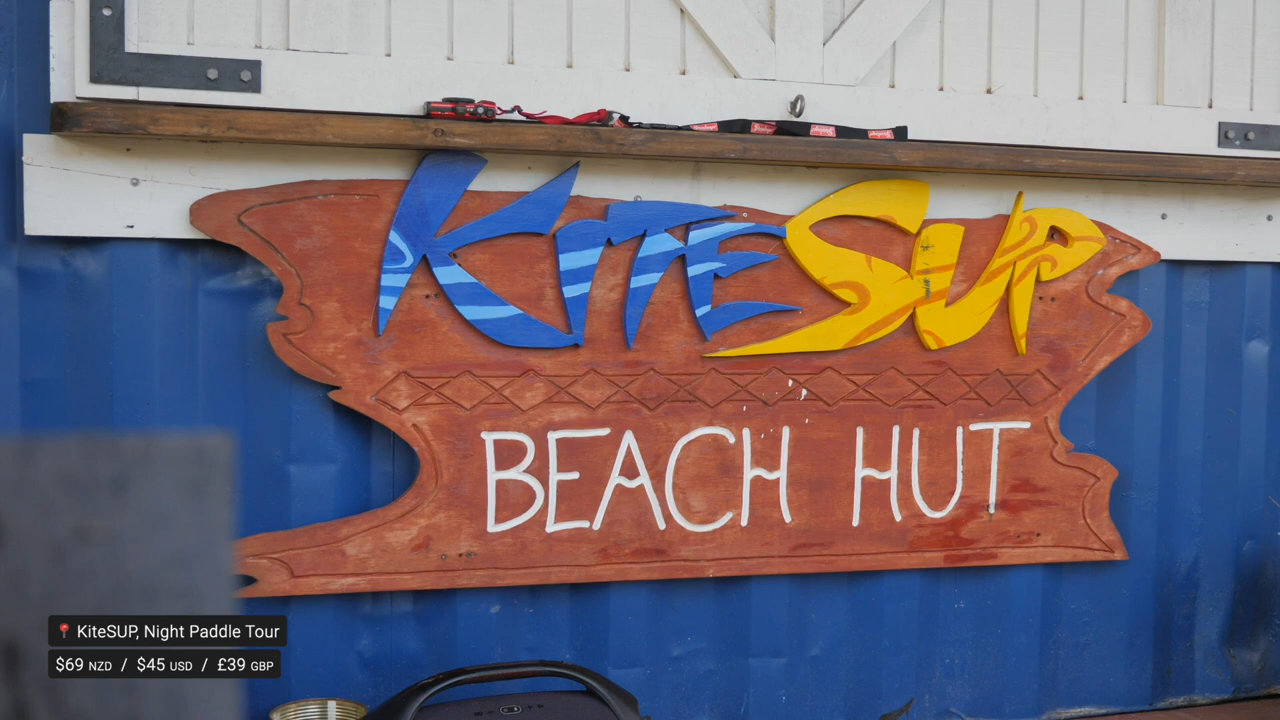 KITESUP
BEACH HUT
📍 KiteSUP, Night Paddle Tour
$69 NZD / $45 USD / £39 GBP